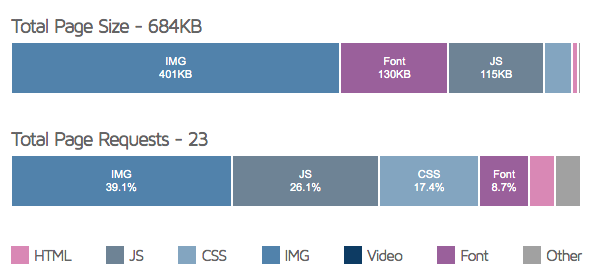 Total Page Size - 684KB
IMG Font JS
401KB 130KB 115KB
Total Page Requests - 23
IMG JS CSS Font
39.1% 26.1% 17.4% 8.7%
HTML JS CSS IMG Video Font Other